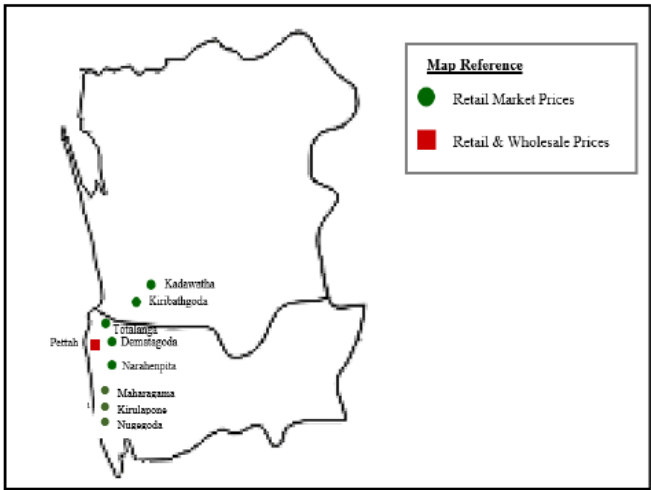 Map Reference
Retail Market Prices
Retail & Wholesale Prices
Kadawatha
Kiribathgoda
Totalanga
Pettah
Dematagoda
Narahenpita
Maharagama
Kirulapone
Nugegoda